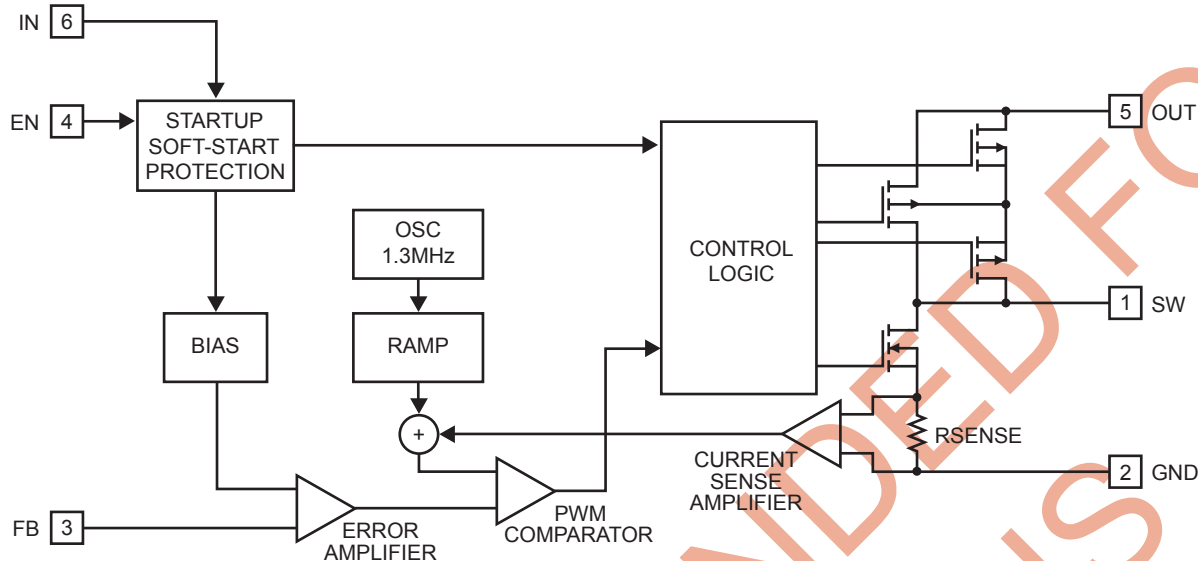 IN 6
EN 4
STARTUP
SOFT-START
PROTECTION
OSC
1.3MHz
BIAS
RAMP
+
CONTROL
LOGIC
5 OUT
1 SW
RSENSE
2 GND
CURRENT
SENSE
AMPLIFIER
PWM
COMPARATOR
ERROR
AMPLIFIER
FB 3